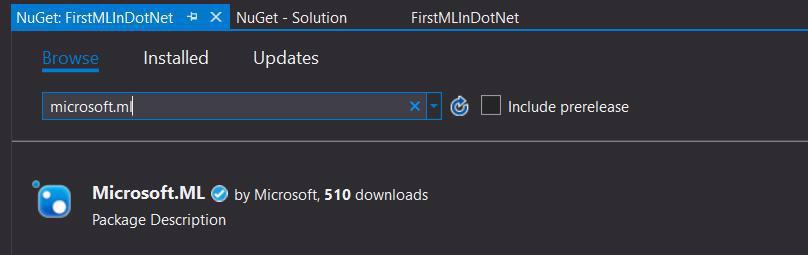 NuGet: FirstMLInDotNet NuGet - Solution FirstMLInDotNet
Browse Installed Updates
microsoft.ml Include prerelease
Microsoft.ML by Microsoft, 510 downloads
Package Description